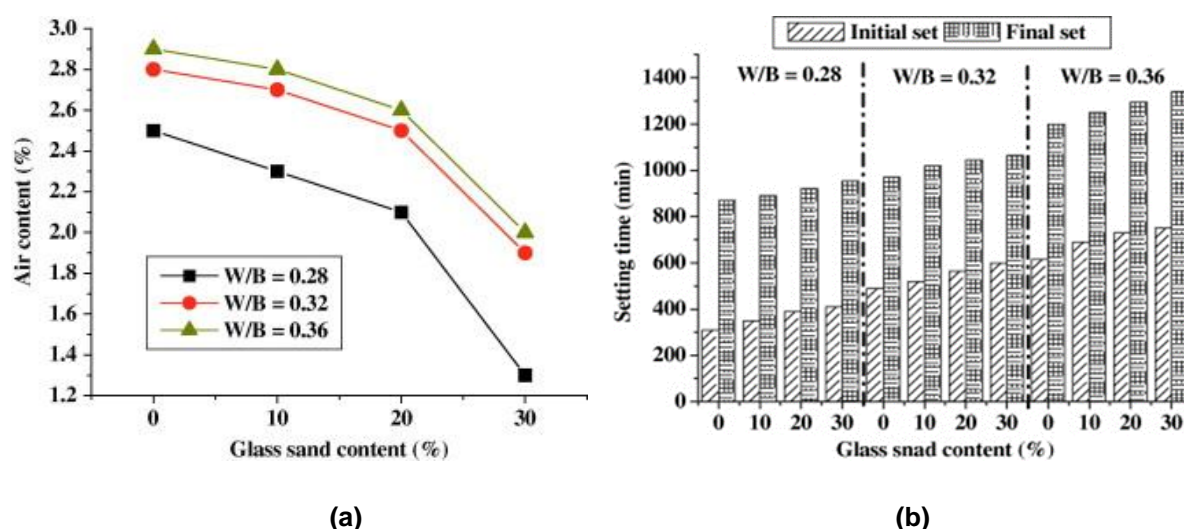 3.0
2.8
2.6
2.4
2.2
2.0
1.8
1.6
1.4
1.2
Air content (%)
W/B = 0.28
W/B = 0.32
W/B = 0.36
0 10 20 30
Glass sand content (%)
(a)
Initial set Final set
W/B = 0.28 W/B = 0.32 W/B = 0.36
1400
1200
1000
800
600
400
200
0
Setting time (min)
0 10 20 30 0 10 20 30 0 10 20 30
Glass snad content (%)
(b)